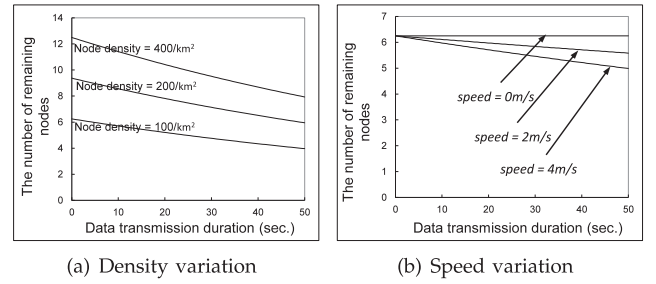 The number of remaining nodes
14
12
10
8
6
4
2
0
Node density = 400/km²
Node density = 200/km²
Node density = 100/km²
0 10 20 30 40 50
Data transmission duration (sec.)
(a) Density variation
The number of remaining nodes
7
6
5
4
3
2
1
0
speed = 0m/s
speed = 2m/s
speed = 4m/s
0 10 20 30 40 50
Data transmission duration (sec.)
(b) Speed variation